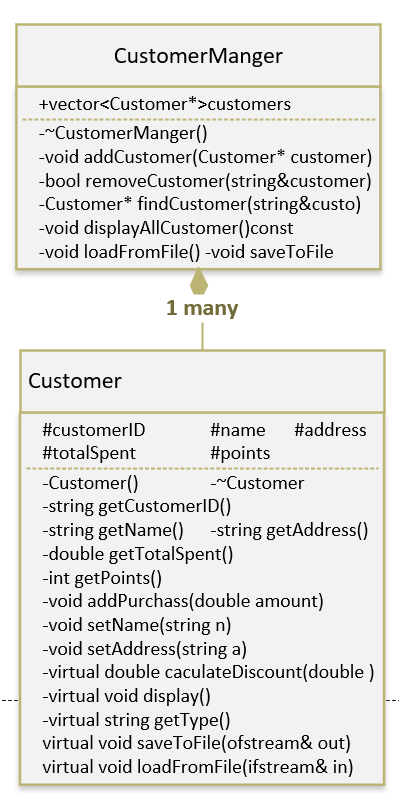 CustomerManger
+vector<Customer*>customers
-~CustomerManger()
-void addCustomer(Customer* customer)
-bool removeCustomer(string&customer)
-Customer* findCustomer(string&custo)
-void displayAllCustomer()const
-void loadFromFile() -void saveToFile
1 many
Customer
#customerID #name #address
#totalSpent #points
-Customer() -~Customer
-string getCustomerID()
-string getName() -string getAddress()
-double getTotalSpent()
-int getPoints()
-void addPurchass(double amount)
-void setName(string n)
-void setAddress(string a)
-virtual double caculateDiscount(double )
-virtual void display()
-virtual string getType()
virtual void saveToFile(ofstream& out)
virtual void loadFromFile(ifstream& in)